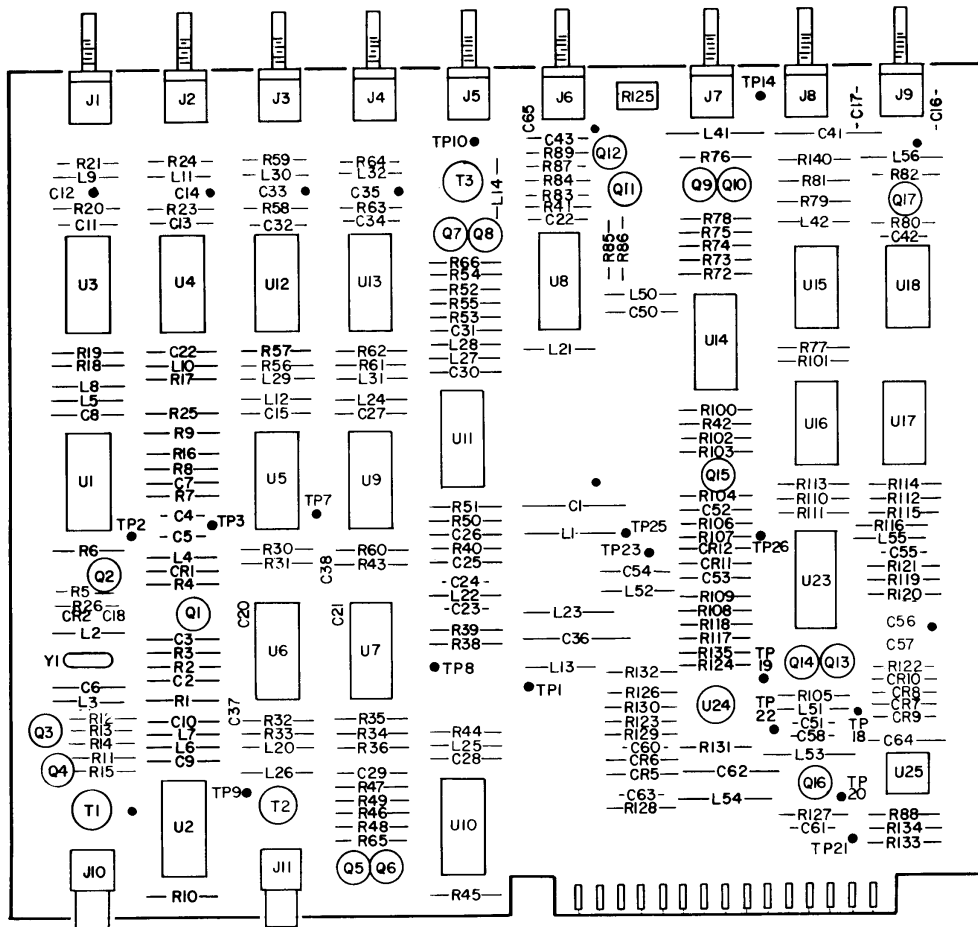 J1
J2
J3
J4
J5
J6
R125
J7
TP14
J8
C17
J9
C16
R21
L9
C12
R20
C11
U3
R19
R18
L8
L5
C8
U1
TP2
R6
Q2
R5
R26
CR2
C18
L2
Y1
C6
L3
R12
Q3
R13
R14
R11
Q4
R15
T1
J10
R24
L11
C14
R23
C13
U4
C22
L10
R17
R25
R9
R16
R8
C7
R7
C4
TP3
C5
L4
CR1
R4
Q1
C3
R3
R2
C2
R1
C10
L7
L6
C9
U2
R10
R59
L30
C33
R58
C32
U12
R57
R56
L29
L12
C15
U5
TP7
R30
R31
C38
C20
U6
C37
R32
R33
L20
L26
TP9
T2
J11
R64
L32
C35
R63
C34
U13
R62
R61
L31
L24
C27
U9
R60
R43
C21
U7
R35
R34
R36
C29
R47
R49
R46
R48
R65
Q5
Q6
TP10
T3
L14
Q7
Q8
R66
R54
R52
R55
R53
C31
L28
L27
C30
U11
R51
R50
C26
R40
C25
C24
L22
C23
R39
R38
TP8
R44
L25
C28
U10
R45
C65
C43
R89
R87
R84
R83
R41
C22
Q12
Q11
R85
R86
U8
L50
C50
L21
C1
L1
TP25
TP23
C54
L52
L23
C36
L13
TP1
R132
R126
R130
R123
R129
C60
CR6
CR5
C63
R128
L41
R76
Q9
Q10
R78
R75
R74
R73
R72
U14
R100
R42
R102
R103
Q15
R104
C52
R106
R107
TP26
CR12
CR11
C53
R109
R108
R118
R117
R135
R124
TP
19
U24
TP
22
R131
C62
L54
C41
R140
R81
R79
L42
U15
R77
R101
U16
R113
R110
R111
U23
Q14
Q13
R105
L51
C51
C58
TP
18
L53
Q16
TP
20
R127
C61
TP21
L56
R82
Q17
R80
C42
U18
U17
R114
R112
R115
R116
L55
C55
R121
R119
R120
C56
C57
R122
CR10
CR8
CR7
CR9
C64
U25
R88
R134
R133